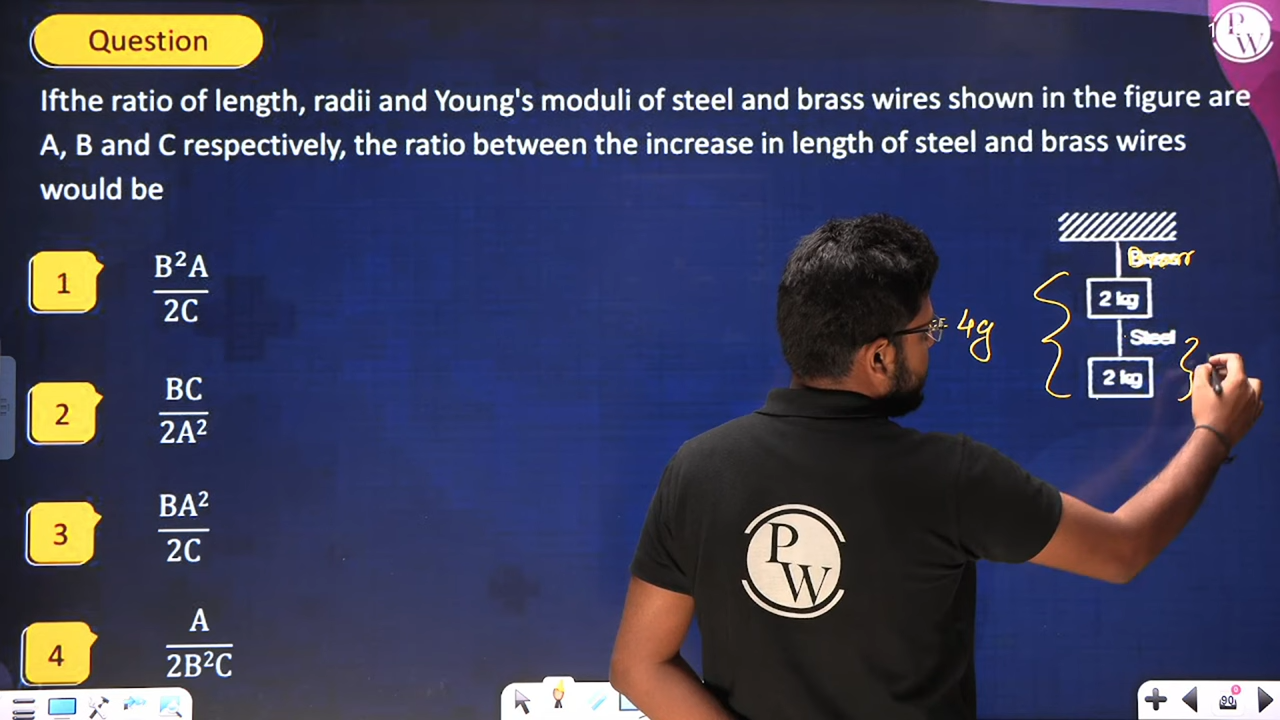 Question
Ifthe ratio of length, radii and Young's moduli of steel and brass wires shown in the figure are
A, B and C respectively, the ratio between the increase in length of steel and brass wires
would be
1
B²A
2C
2
BC
2A²
3
BA²
2C
4
A
2B²C
Brass
2 kg
Steel
2 kg
4g
PW
PW
90